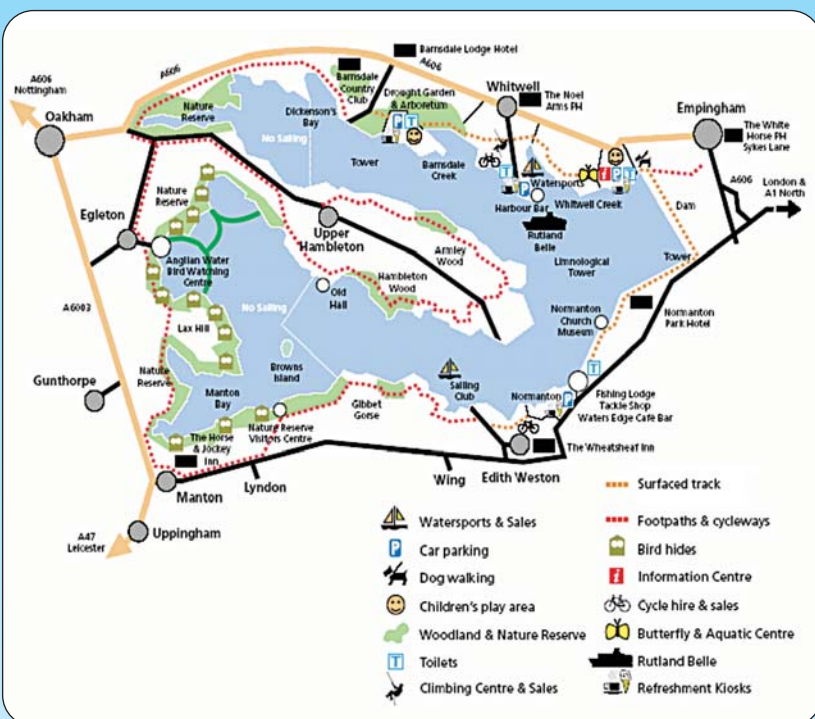 Barnsdale Lodge Hotel
A606
Nottingham
A606
A606
Barnsdale
Country
Club
Drought Garden
& Arboretum
Whitwell
The Noel
Arms PH
Empingham
Oakham
Nature
Reserve
Dickenson's
Bay
No Sailing
Tower
Barnsdale
Creek
The White
Horse PH
Sykes Lane
A606
London &
A1 North
Watersports
Harbour Bar
Whitwell Creek
Rutland
Belle
Dam
Nature
Reserve
Egleton
Upper
Hambleton
Armley
Wood
Limnological
Tower
Tower
Anglian Water
Bird Watching
Centre
Hambleton
Wood
Old
Hall
No Sailing
A6003
Lax Hill
Normanton
Church
Museum
Normanton
Park Hotel
Gunthorpe
Nature
Reserve
Browns
Island
Manton
Bay
Gibbet
Gorse
Sailing
Club
Normanton
Fishing Lodge
Tackle Shop
Waters Edge Café Bar
Nature Reserve
Visitors Centre
The Horse
& Jockey
Inn
The Wheatsheaf Inn
Manton
Lyndon
Wing
Edith Weston
Uppingham
A47
Leicester
Watersports & Sales
P Car parking
Dog walking
Children's play area
Woodland & Nature Reserve
T Toilets
Climbing Centre & Sales
Surfaced track
Footpaths & cycleways
Bird hides
i Information Centre
Cycle hire & sales
Butterfly & Aquatic Centre
Rutland Belle
Refreshment Kiosks